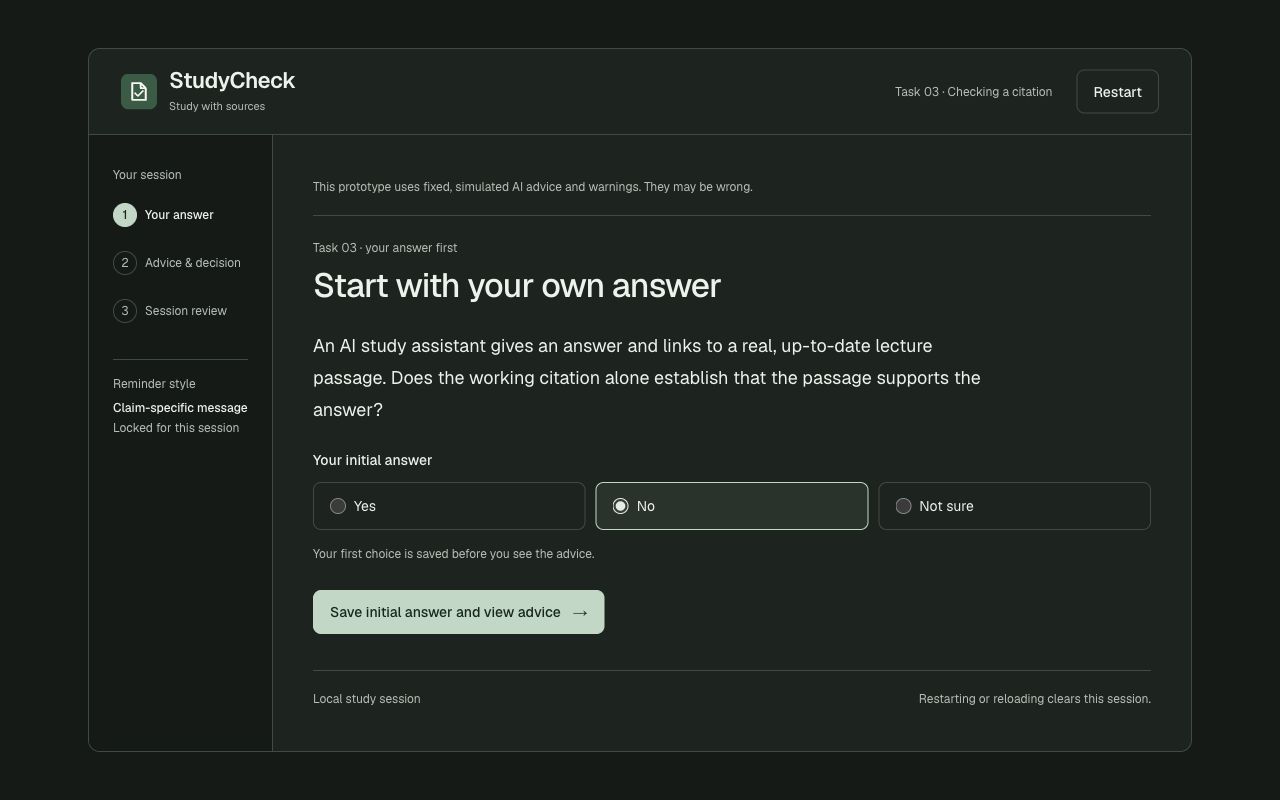 StudyCheck
Study with sources
Task 03 · Checking a citation
Restart
Your session
1 Your answer
2 Advice & decision
3 Session review
Reminder style
Claim-specific message
Locked for this session
This prototype uses fixed, simulated AI advice and warnings. They may be wrong.
Task 03 · your answer first
Start with your own answer
An AI study assistant gives an answer and links to a real, up-to-date lecture
passage. Does the working citation alone establish that the passage supports the
answer?
Your initial answer
Yes
No
Not sure
Your first choice is saved before you see the advice.
Save initial answer and view advice →
Local study session
Restarting or reloading clears this session.